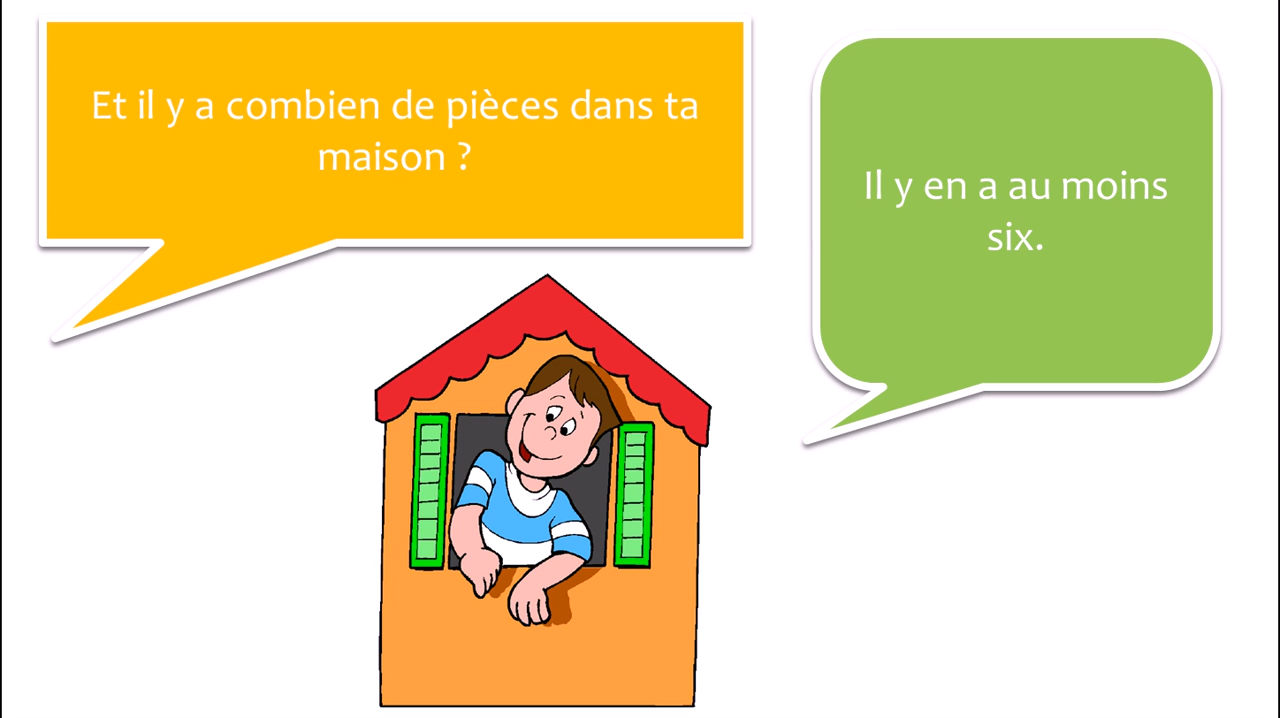 Et il y a combien de pièces dans ta
maison ?
Il y en a au moins
six.